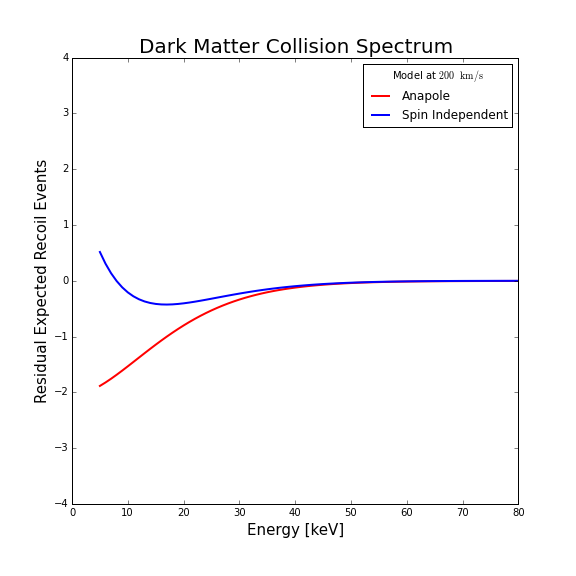 Dark Matter Collision Spectrum
Model at 200 km/s
Anapole
Spin Independent
Residual Expected Recoil Events
4
3
2
1
0
−1
−2
−3
−4
0 10 20 30 40 50 60 70 80
Energy [keV]